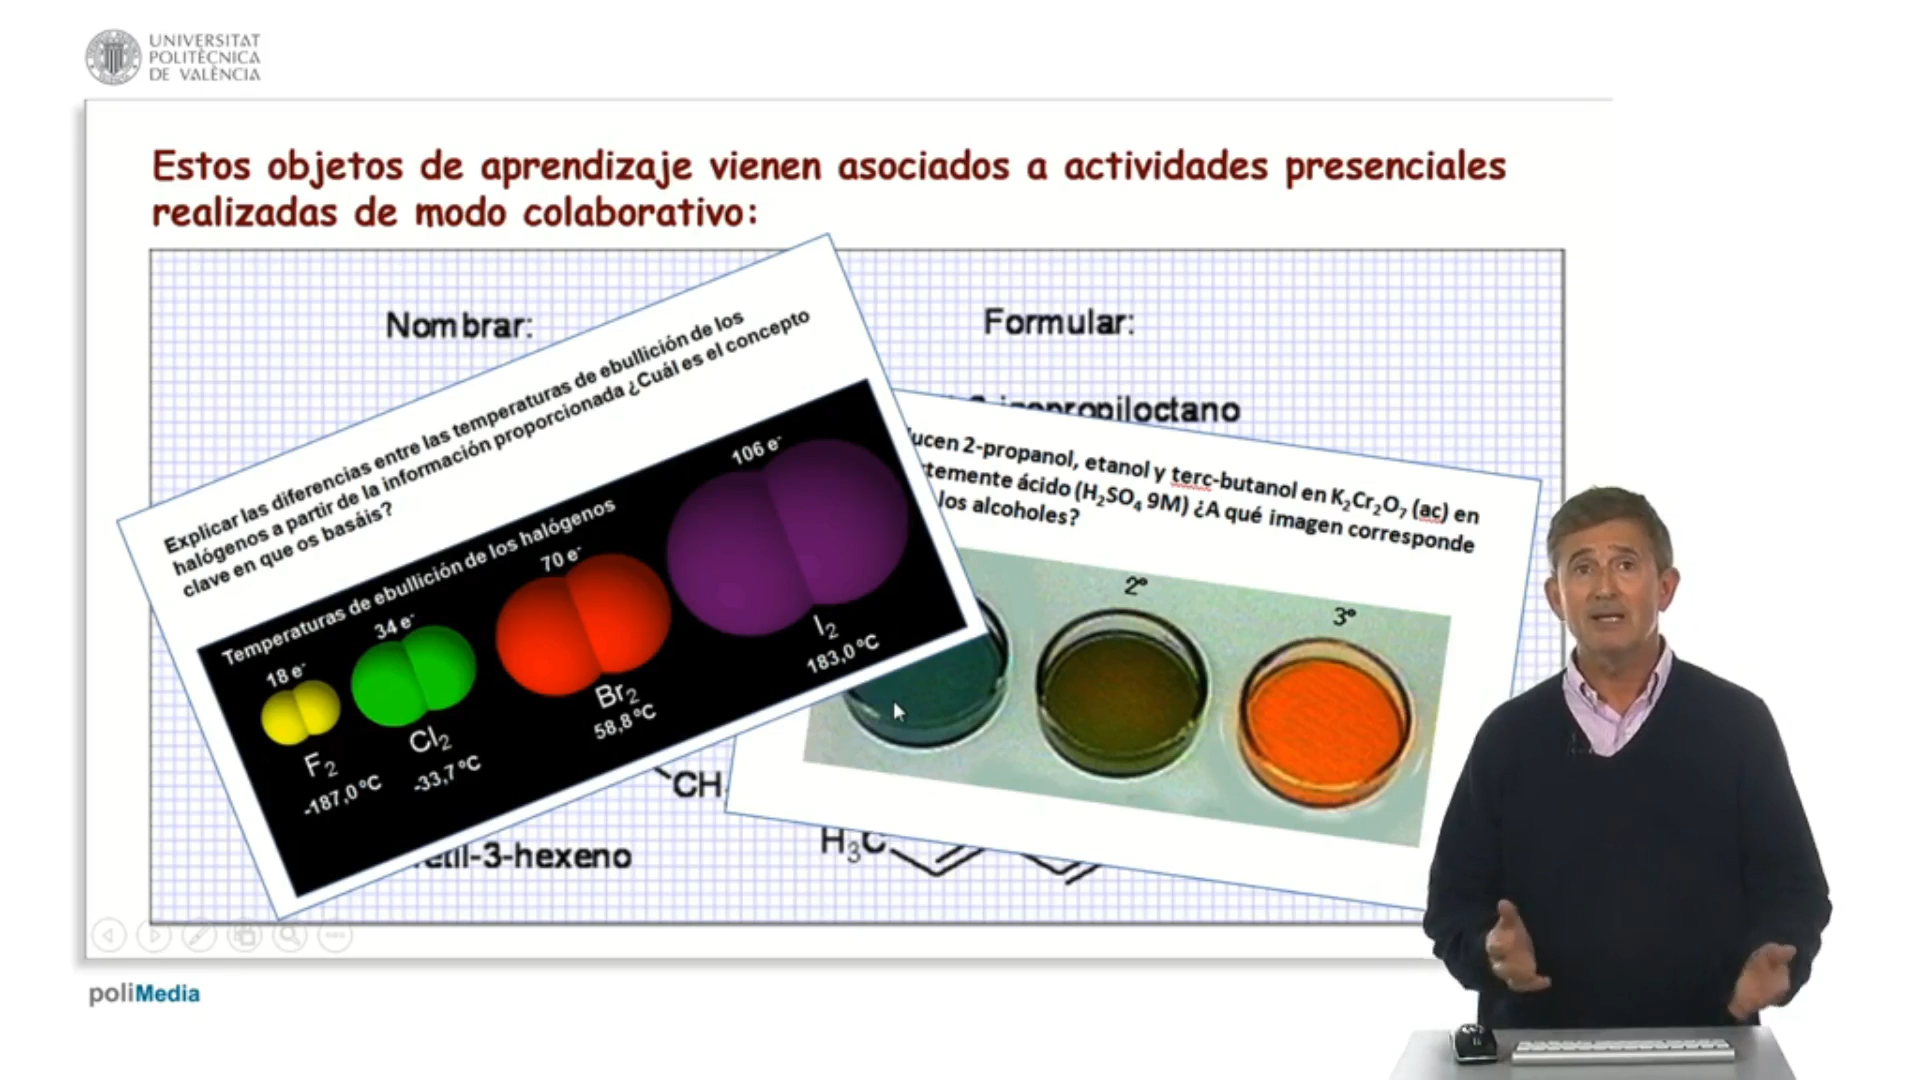 UNIVERSITAT
POLITÈCNICA
DE VALÈNCIA
Estos objetos de aprendizaje vienen asociados a actividades presenciales
realizadas de modo colaborativo:
Nombrar:
Formular:
Explicar las diferencias entre las temperaturas de ebullición de los
halógenos a partir de la información proporcionada ¿Cuál es el concepto
clave en que os basáis?
Temperaturas de ebullición de los halógenos
18 e-
34 e-
70 e-
106 e-
F2
Cl2
Br2
I2
-187,0 ºC
-33,7 ºC
58,8 ºC
183,0 ºC
2-propanol, etanol y terc-butanol en K2Cr2O7 (ac) en
ácido (H2SO4 9M) ¿A qué imagen corresponde
los alcoholes?
2º
3º
CH
-3-hexeno
H3C
poliMedia